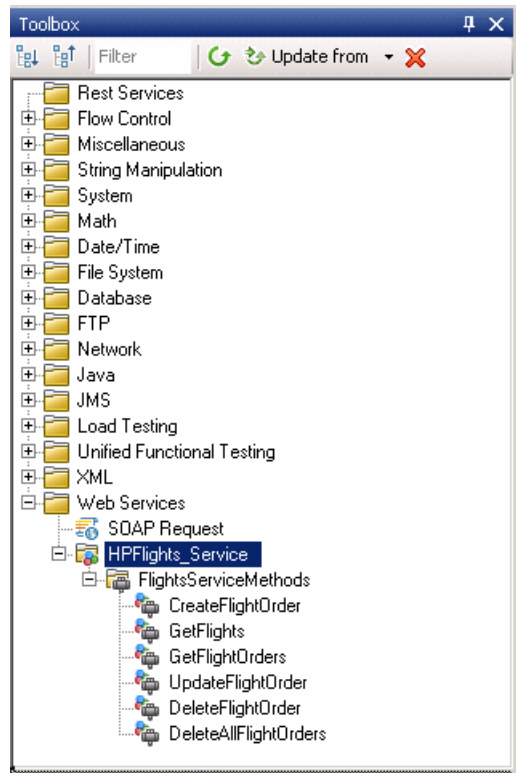 Toolbox
Filter Update from
Rest Services
Flow Control
Miscellaneous
String Manipulation
System
Math
Date/Time
File System
Database
FTP
Network
Java
JMS
Load Testing
Unified Functional Testing
XML
Web Services
SOAP Request
HPFlights_Service
FlightsServiceMethods
CreateFlightOrder
GetFlights
GetFlightOrders
UpdateFlightOrder
DeleteFlightOrder
DeleteAllFlightOrders